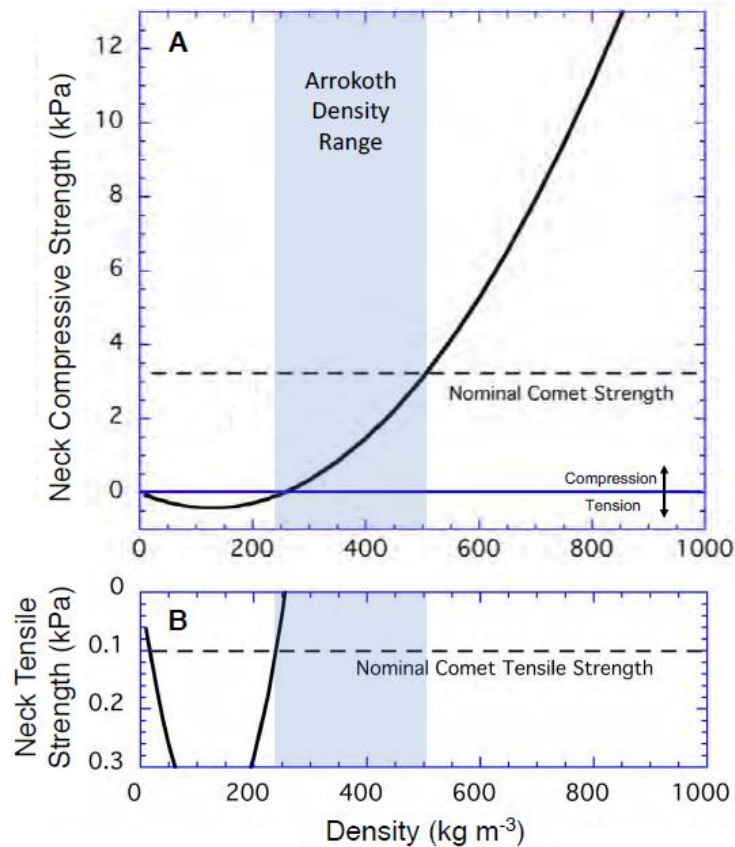 A
Arrokoth
Density
Range
Neck Compressive Strength (kPa)
12
10
8
6
4
2
0
Nominal Comet Strength
Compression
Tension
0 200 400 600 800 1000
B
Neck Tensile
Strength (kPa)
0
0.1
0.2
0.3
Nominal Comet Tensile Strength
0 200 400 600 800 1000
Density (kg m⁻³)